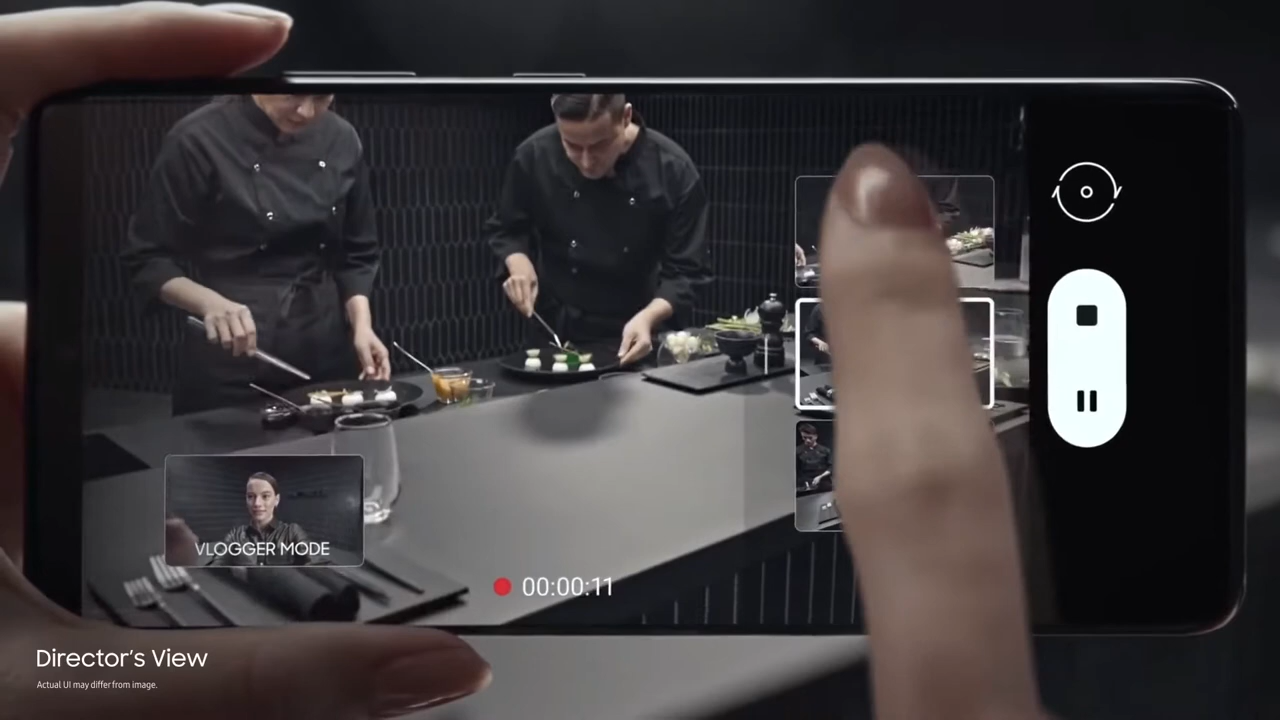 VLOGGER MODE
00:00:11
Director's View
Actual UI may differ from image.